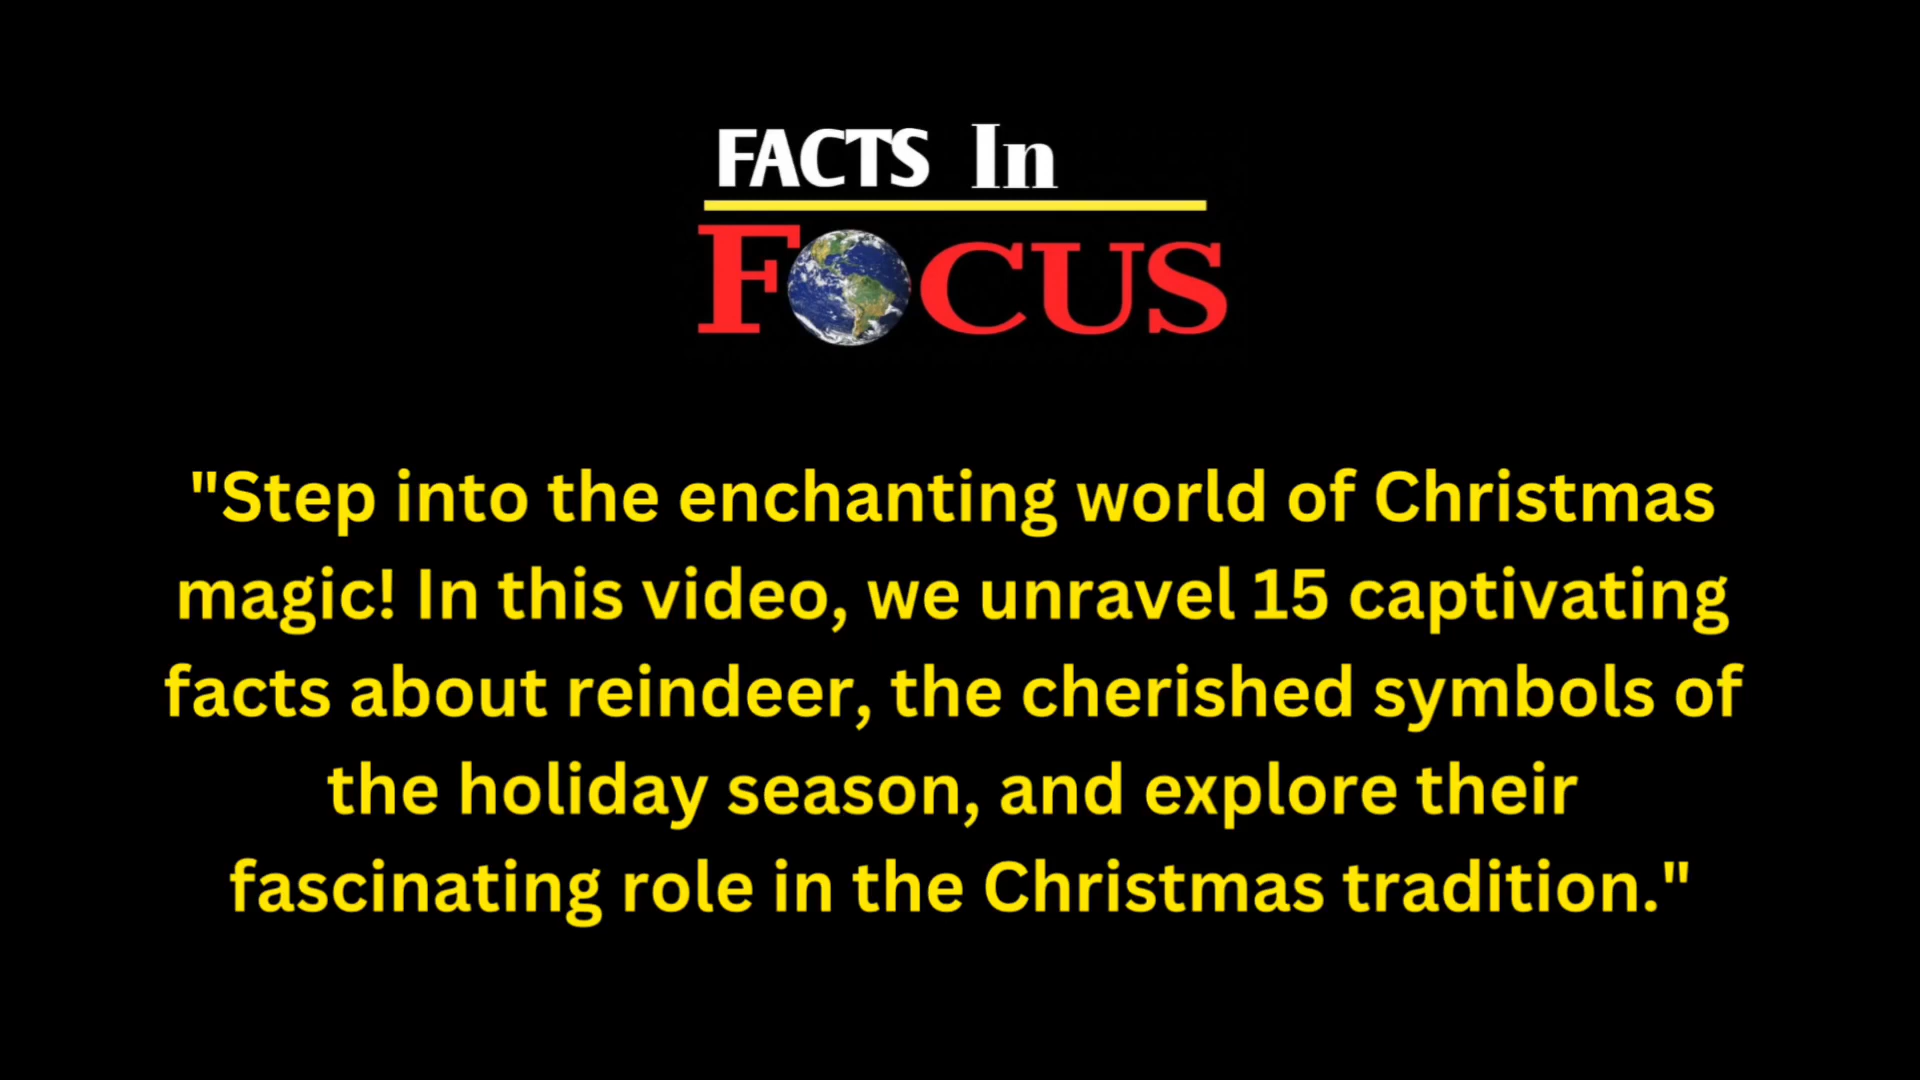 FACTS In
FOCUS
"Step into the enchanting world of Christmas
magic! In this video, we unravel 15 captivating
facts about reindeer, the cherished symbols of
the holiday season, and explore their
fascinating role in the Christmas tradition."